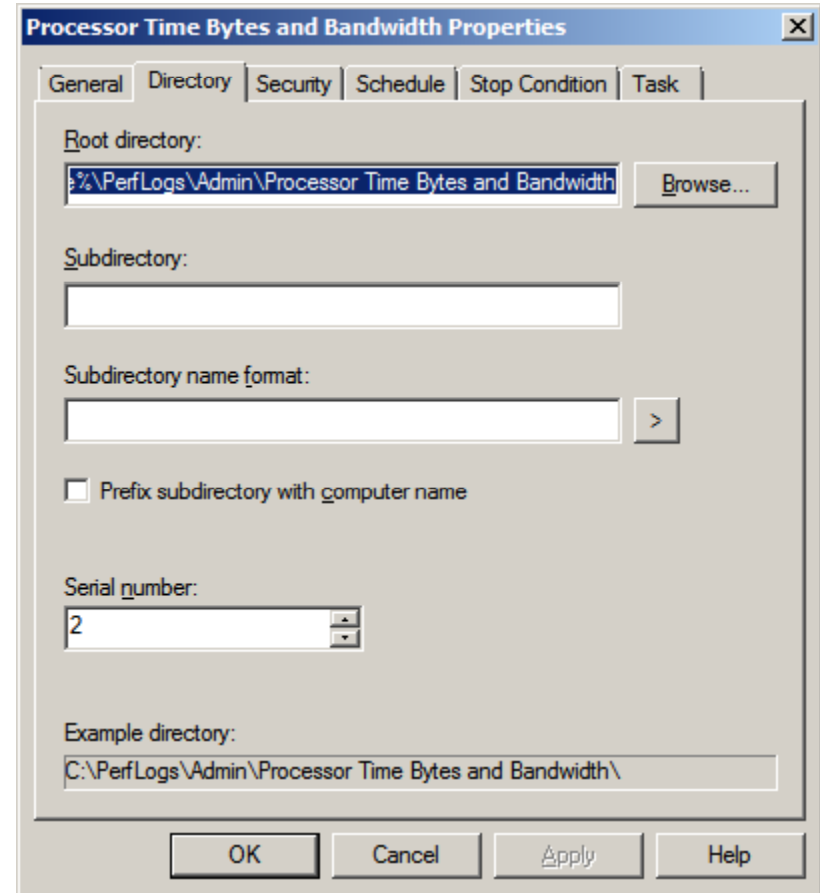 Processor Time Bytes and Bandwidth Properties
General Directory Security Schedule Stop Condition Task
Root directory:
e%\PerfLogs\Admin\Processor Time Bytes and Bandwidth Browse...
Subdirectory:
Subdirectory name format:
>
Prefix subdirectory with computer name
Serial number:
2
Example directory:
C:\PerfLogs\Admin\Processor Time Bytes and Bandwidth\
OK Cancel Apply Help